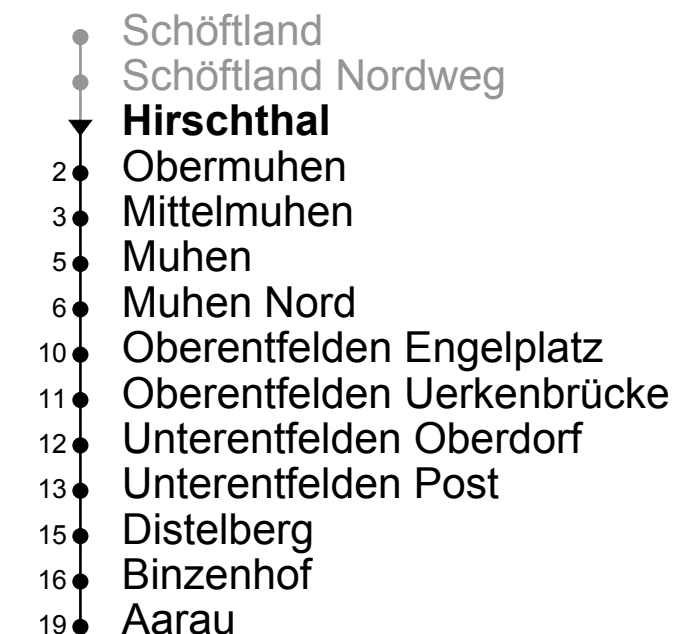 Schöftland
Schöftland Nordweg
Hirschthal
2 Obermuhen
3 Mittelmuhen
5 Muhen
6 Muhen Nord
10 Oberentfelden Engelplatz
11 Oberentfelden Uerkenbrücke
12 Unterentfelden Oberdorf
13 Unterentfelden Post
15 Distelberg
16 Binzenhof
19 Aarau